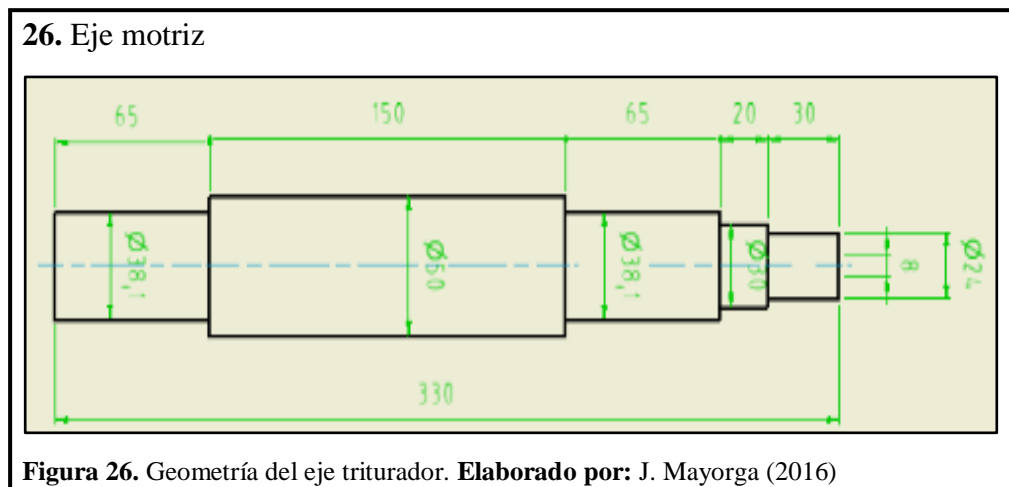 26. Eje motriz
65 150 65 20 30
Ø38,1 Ø50 Ø38,1 Ø30 8 Ø24
330
Figura 26. Geometría del eje triturador. Elaborado por: J. Mayorga (2016)